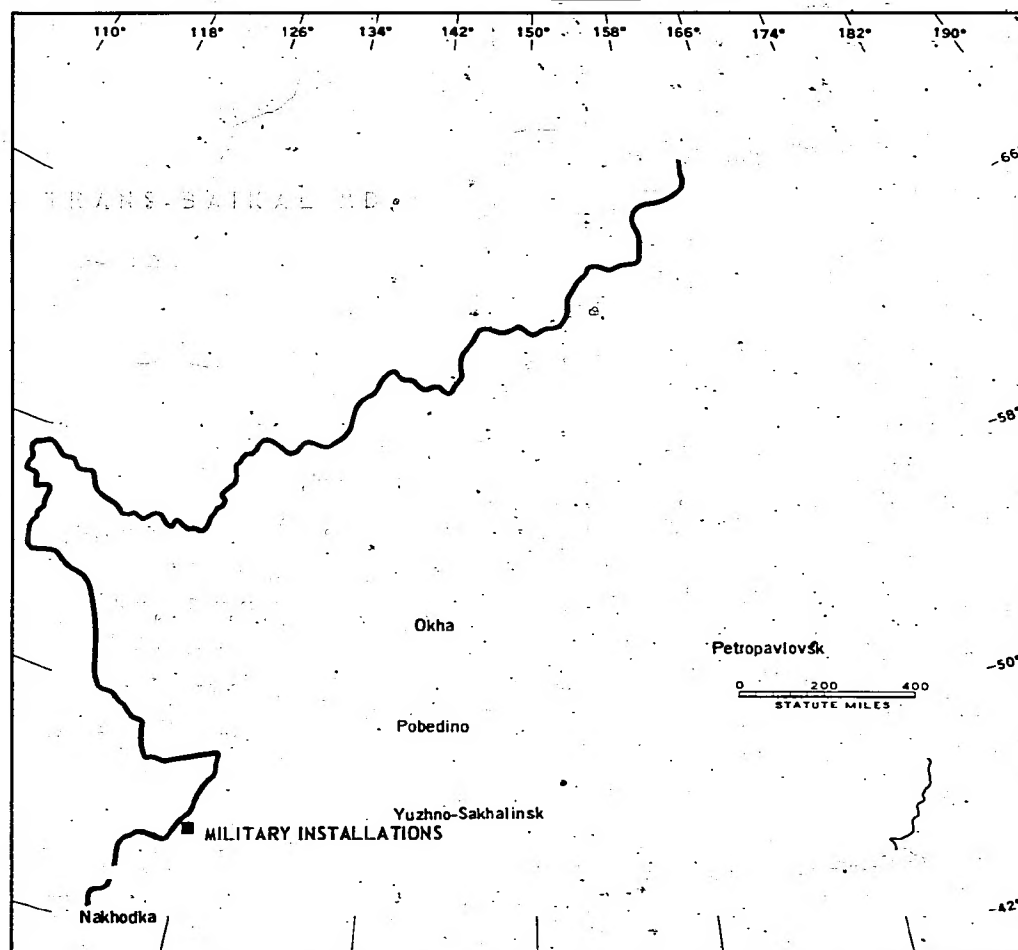 110° 118° 126° 134° 142° 150° 158° 166° 174° 182° 190°
66°
TRANS-BAIKAL MD
58°
Okha
Petropavlovsk
50°
0 200 400
STATUTE MILES
Pobedino
Yuzhno-Sakhalinsk
MILITARY INSTALLATIONS
42°
Nakhodka